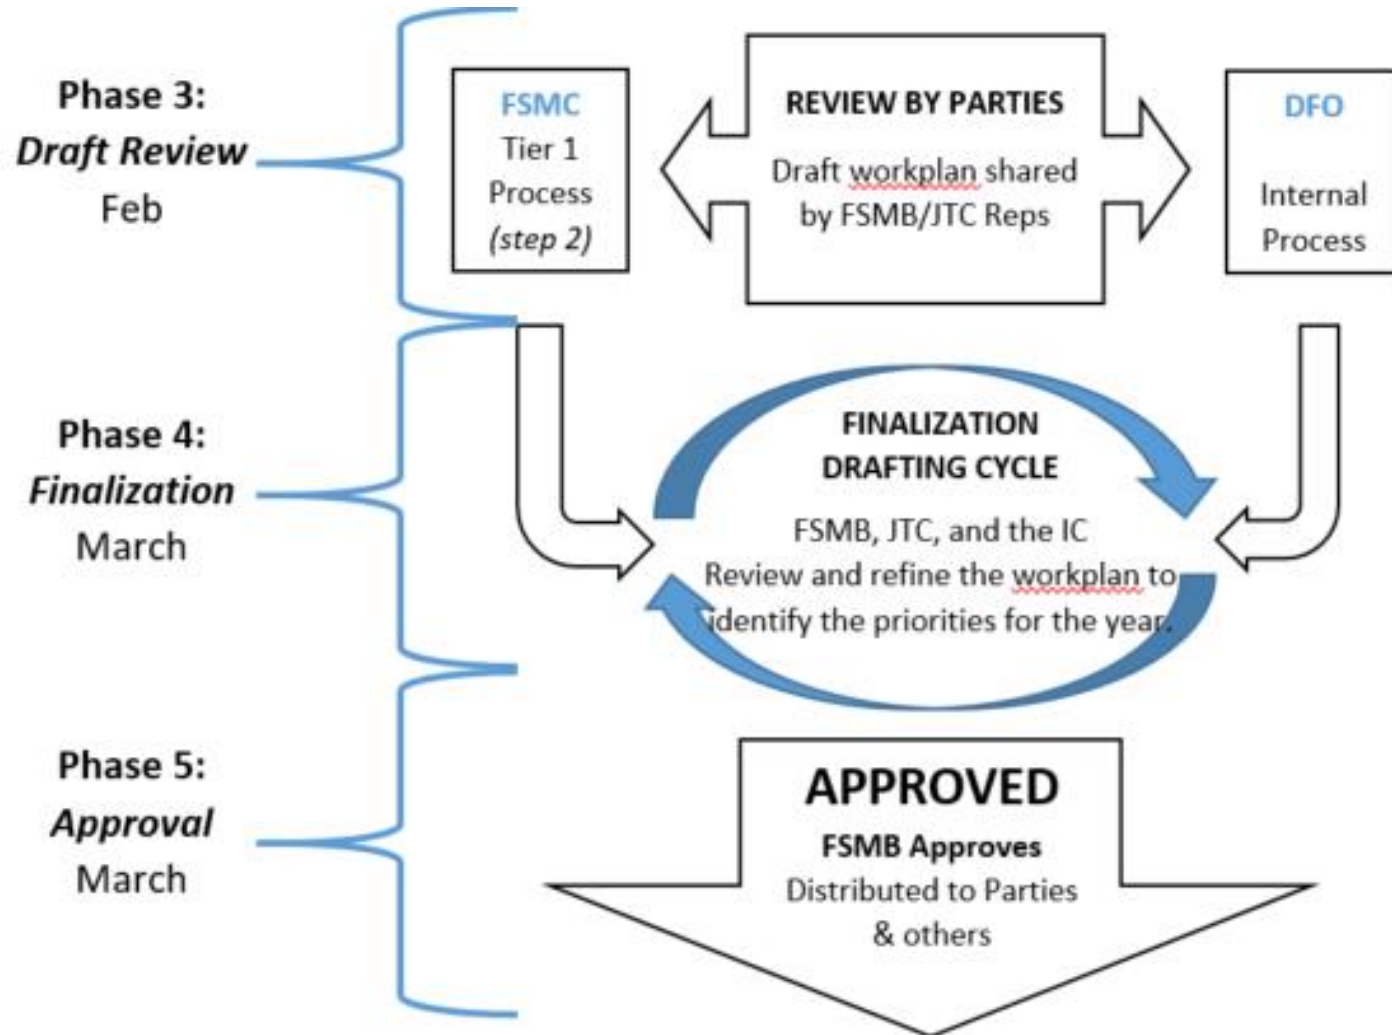 Phase 3:
Draft Review
Feb
FSMC
Tier 1
Process
(step 2)
REVIEW BY PARTIES
Draft workplan shared
by FSMB/JTC Reps
DFO
Internal
Process
Phase 4:
Finalization
March
FINALIZATION
DRAFTING CYCLE
FSMB, JTC, and the IC
Review and refine the workplan to
identify the priorities for the year.
Phase 5:
Approval
March
APPROVED
FSMB Approves
Distributed to Parties
& others